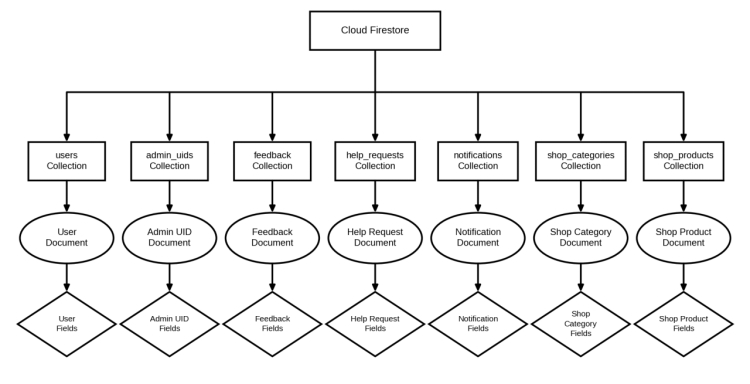 Cloud Firestore
users
Collection
admin_uids
Collection
feedback
Collection
help_requests
Collection
notifications
Collection
shop_categories
Collection
shop_products
Collection
User
Document
Admin UID
Document
Feedback
Document
Help Request
Document
Notification
Document
Shop Category
Document
Shop Product
Document
User
Fields
Admin UID
Fields
Feedback
Fields
Help Request
Fields
Notification
Fields
Shop
Category
Fields
Shop Product
Fields